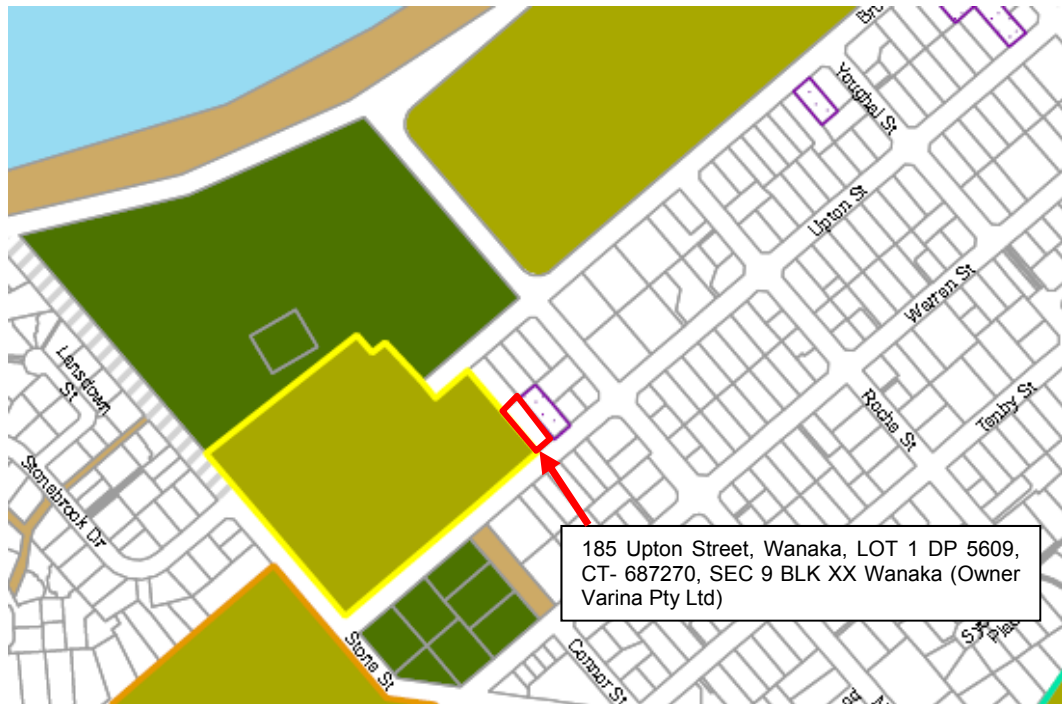 Youghal St
Upton St
Warren St
Lansdown
St
Roche St
Tenby St
Stonebrook Dr
185 Upton Street, Wanaka, LOT 1 DP 5609,
CT- 687270, SEC 9 BLK XX Wanaka (Owner
Varina Pty Ltd)
Stone St
Connor St